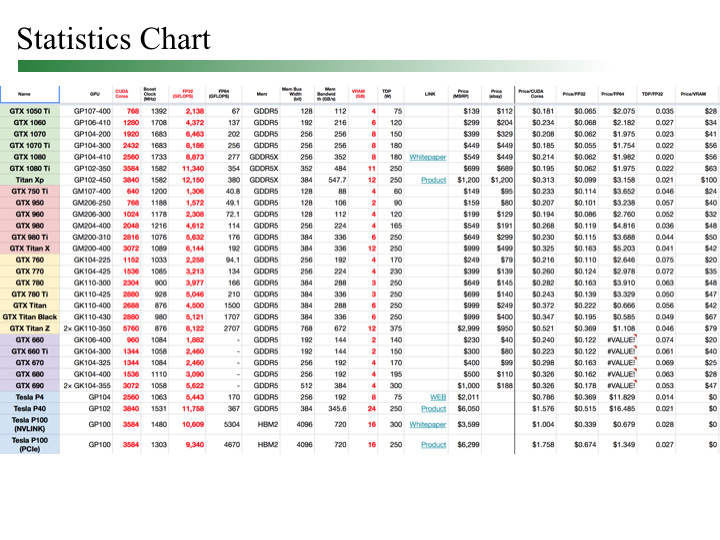 Statistics Chart
Name GPU CUDA Cores Boost Clock (MHz) FP32 (GFLOPS) FP64 (GFLOPS) Mem Mem Bus Width (bit) Mem Bandwid th (GB/s) VRAM (GB) TDP (W) LINK Price (MSRP) Price (ebay) Price/CUDA Cores Price/FP32 Price/FP64 TDP/FP32 Price/VRAM
GTX 1050 Ti GP107-400 768 1392 2,138 67 GDDR5 128 112 4 75 $139 $112 $0.181 $0.065 $2.075 0.035 $28
GTX 1060 GP106-410 1280 1708 4,372 137 GDDR5 192 216 6 120 $299 $204 $0.234 $0.068 $2.182 0.027 $34
GTX 1070 GP104-200 1920 1683 6,463 202 GDDR5 256 256 8 150 $399 $329 $0.208 $0.062 $1.975 0.023 $41
GTX 1070 Ti GP104-300 2432 1683 8,186 256 GDDR5 256 256 8 180 $449 $449 $0.185 $0.055 $1.754 0.022 $56
GTX 1080 GP104-410 2560 1733 8,873 277 GDDR5X 256 352 8 180 Whitepaper $549 $449 $0.214 $0.062 $1.982 0.020 $56
GTX 1080 Ti GP102-350 3584 1582 11,340 354 GDDR5X 352 484 11 250 $699 $689 $0.195 $0.062 $1.975 0.022 $63
Titan Xp GP102-450 3840 1582 12,150 380 GDDR5X 384 547.7 12 250 Product $1,200 $1,200 $0.313 $0.099 $3.158 0.021 $100
GTX 750 Ti GM107-400 640 1200 1,306 40.8 GDDR5 128 88 4 60 $149 $95 $0.233 $0.114 $3.652 0.046 $24
GTX 950 GM206-250 768 1188 1,572 49.1 GDDR5 128 106 2 90 $159 $80 $0.207 $0.101 $3.238 0.057 $40
GTX 960 GM206-300 1024 1178 2,308 72.1 GDDR5 128 112 4 120 $199 $129 $0.194 $0.086 $2.760 0.052 $32
GTX 980 GM204-400 2048 1216 4,612 114 GDDR5 256 224 4 165 $549 $191 $0.268 $0.119 $4.816 0.036 $48
GTX 980 Ti GM200-310 2816 1076 5,632 176 GDDR5 384 336 6 250 $649 $299 $0.230 $0.115 $3.688 0.044 $50
GTX Titan X GM200-400 3072 1089 6,144 192 GDDR5 384 336 12 250 $999 $499 $0.325 $0.163 $5.203 0.041 $42
GTX 760 GK104-225 1152 1033 2,258 94.1 GDDR5 256 192 4 170 $249 $79 $0.216 $0.110 $2.646 0.075 $20
GTX 770 GK104-425 1536 1085 3,213 134 GDDR5 256 224 4 230 $399 $139 $0.260 $0.124 $2.978 0.072 $35
GTX 780 GK110-300 2304 900 3,977 166 GDDR5 384 288 3 250 $649 $145 $0.282 $0.163 $3.910 0.063 $48
GTX 780 Ti GK110-425 2880 928 5,046 210 GDDR5 384 336 3 250 $699 $140 $0.243 $0.139 $3.329 0.050 $47
GTX Titan GK110-400 2688 876 4,500 1500 GDDR5 384 288 6 250 $999 $249 $0.372 $0.222 $0.666 0.056 $42
GTX Titan Black GK110-430 2880 980 5,121 1707 GDDR5 384 336 6 250 $999 $400 $0.347 $0.195 $0.585 0.049 $67
GTX Titan Z 2x GK110-350 5760 876 8,122 2707 GDDR5 768 672 12 375 $2,999 $950 $0.521 $0.369 $1.108 0.046 $79
GTX 660 GK106-400 960 1084 1,882 - GDDR5 192 144 2 140 $230 $40 $0.240 $0.122 #VALUE! 0.074 $20
GTX 660 Ti GK104-300 1344 1058 2,460 - GDDR5 192 144 2 150 $300 $80 $0.223 $0.122 #VALUE! 0.061 $40
GTX 670 GK104-325 1344 1084 2,460 - GDDR5 256 192 4 170 $400 $99 $0.298 $0.163 #VALUE! 0.069 $25
GTX 680 GK104-400 1536 1110 3,090 - GDDR5 256 192 4 195 $500 $110 $0.326 $0.162 #VALUE! 0.063 $28
GTX 690 2x GK104-355 3072 1058 5,622 - GDDR5 512 384 4 300 $1,000 $188 $0.326 $0.178 #VALUE! 0.053 $47
Tesla P4 GP104 2560 1063 5,443 170 GDDR5 256 192 8 75 WEB $2,011 $0.786 $0.369 $11.829 0.014 $0
Tesla P40 GP102 3840 1531 11,758 367 GDDR5 384 345.6 24 250 Product $6,050 $1.576 $0.515 $16.485 0.021 $0
Tesla P100 (NVLINK) GP100 3584 1480 10,609 5304 HBM2 4096 720 16 300 Whitepaper $3,599 $1.004 $0.339 $0.679 0.028 $0
Tesla P100 (PCIe) GP100 3584 1303 9,340 4670 HBM2 4096 720 16 250 Product $6,299 $1.758 $0.674 $1.349 0.027 $0